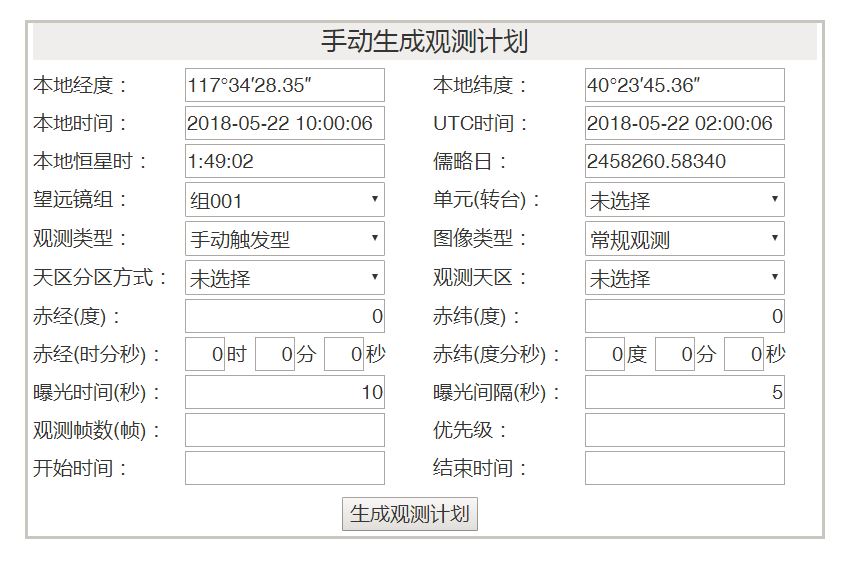 手动生成观测计划
本地经度： 117°34′28.35″ 本地纬度： 40°23′45.36″
本地时间： 2018-05-22 10:00:06 UTC时间： 2018-05-22 02:00:06
本地恒星时： 1:49:02 儒略日： 2458260.58340
望远镜组： 组001 单元(转台)： 未选择
观测类型： 手动触发型 图像类型： 常规观测
天区分区方式： 未选择 观测天区： 未选择
赤经(度)： 0 赤纬(度)： 0
赤经(时分秒)： 0时 0分 0秒 赤纬(度分秒)： 0度 0分 0秒
曝光时间(秒)： 10 曝光间隔(秒)： 5
观测帧数(帧)： 优先级：
开始时间： 结束时间：
生成观测计划